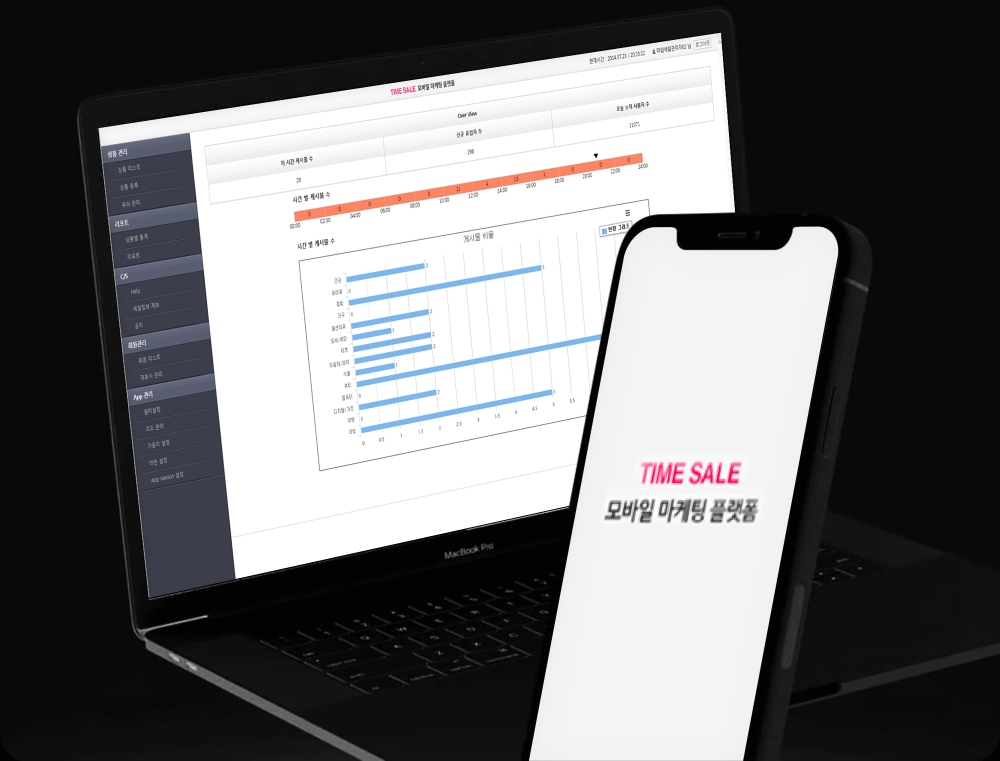 현재시간 : 2014.07.23 / 20:35:22 타임세일관리자02 님 로그아웃
TIME SALE 모바일 마케팅 플랫폼
상품 관리
상품 리스트
상품 등록
푸쉬 관리
리포트
상품별 통계
리포트
C/S
Help
세일정보 제보
공지
회원관리
회원 리스트
제휴사 관리
App 관리
필터설정
코드 관리
가중치 설정
약관 설정
App Version 설정
Over View
이 시간 게시물 수 신규 유입자 수 오늘 누적 사용자 수
29 296 11071
시간 별 게시물 수
0 0 0 0 0 11 4 13 1 0 0 0
00:00 02:00 04:00 06:00 08:00 10:00 12:00 14:00 16:00 18:00 20:00 22:00 24:00
시간 별 게시물 수
게시물 비율
현황 그래프
건강 2
유아동 0
잡화 5
가구 0
패션의류 2
도서/취미 1
티켓 2
자동차/레저 2
식품 1
뷰티
컴퓨터 0
디지털/가전 2
여행 0
리빙 5
0 0.5 1 1.5 2 2.5 3 3.5 4 4.5 5 5.5
MacBook Pro
TIME SALE
모바일 마케팅 플랫폼